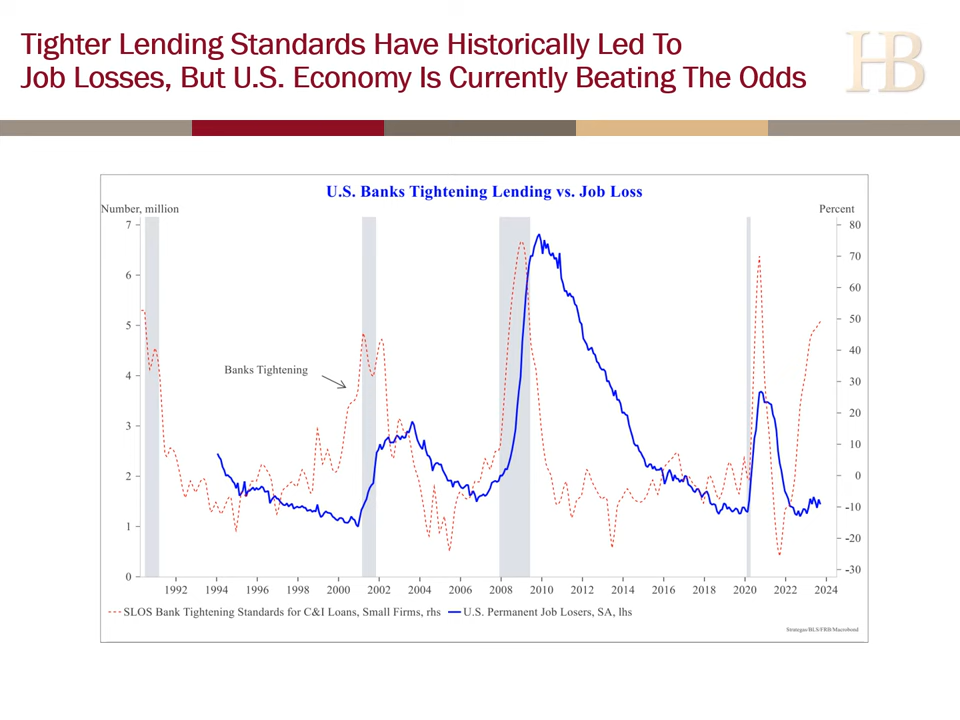 Tighter Lending Standards Have Historically Led To
Job Losses, But U.S. Economy Is Currently Beating The Odds
HB
U.S. Banks Tightening Lending vs. Job Loss
Number, million
Percent
7
6
5
4
3
2
1
0
Banks Tightening
80
70
60
50
40
30
20
10
0
-10
-20
-30
1992 1994 1996 1998 2000 2002 2004 2006 2008 2010 2012 2014 2016 2018 2020 2022 2024
SLOS Bank Tightening Standards for C&I Loans, Small Firms, rhs U.S. Permanent Job Losers, SA, lhs
Strategas/BLS/FRB/Macrobond